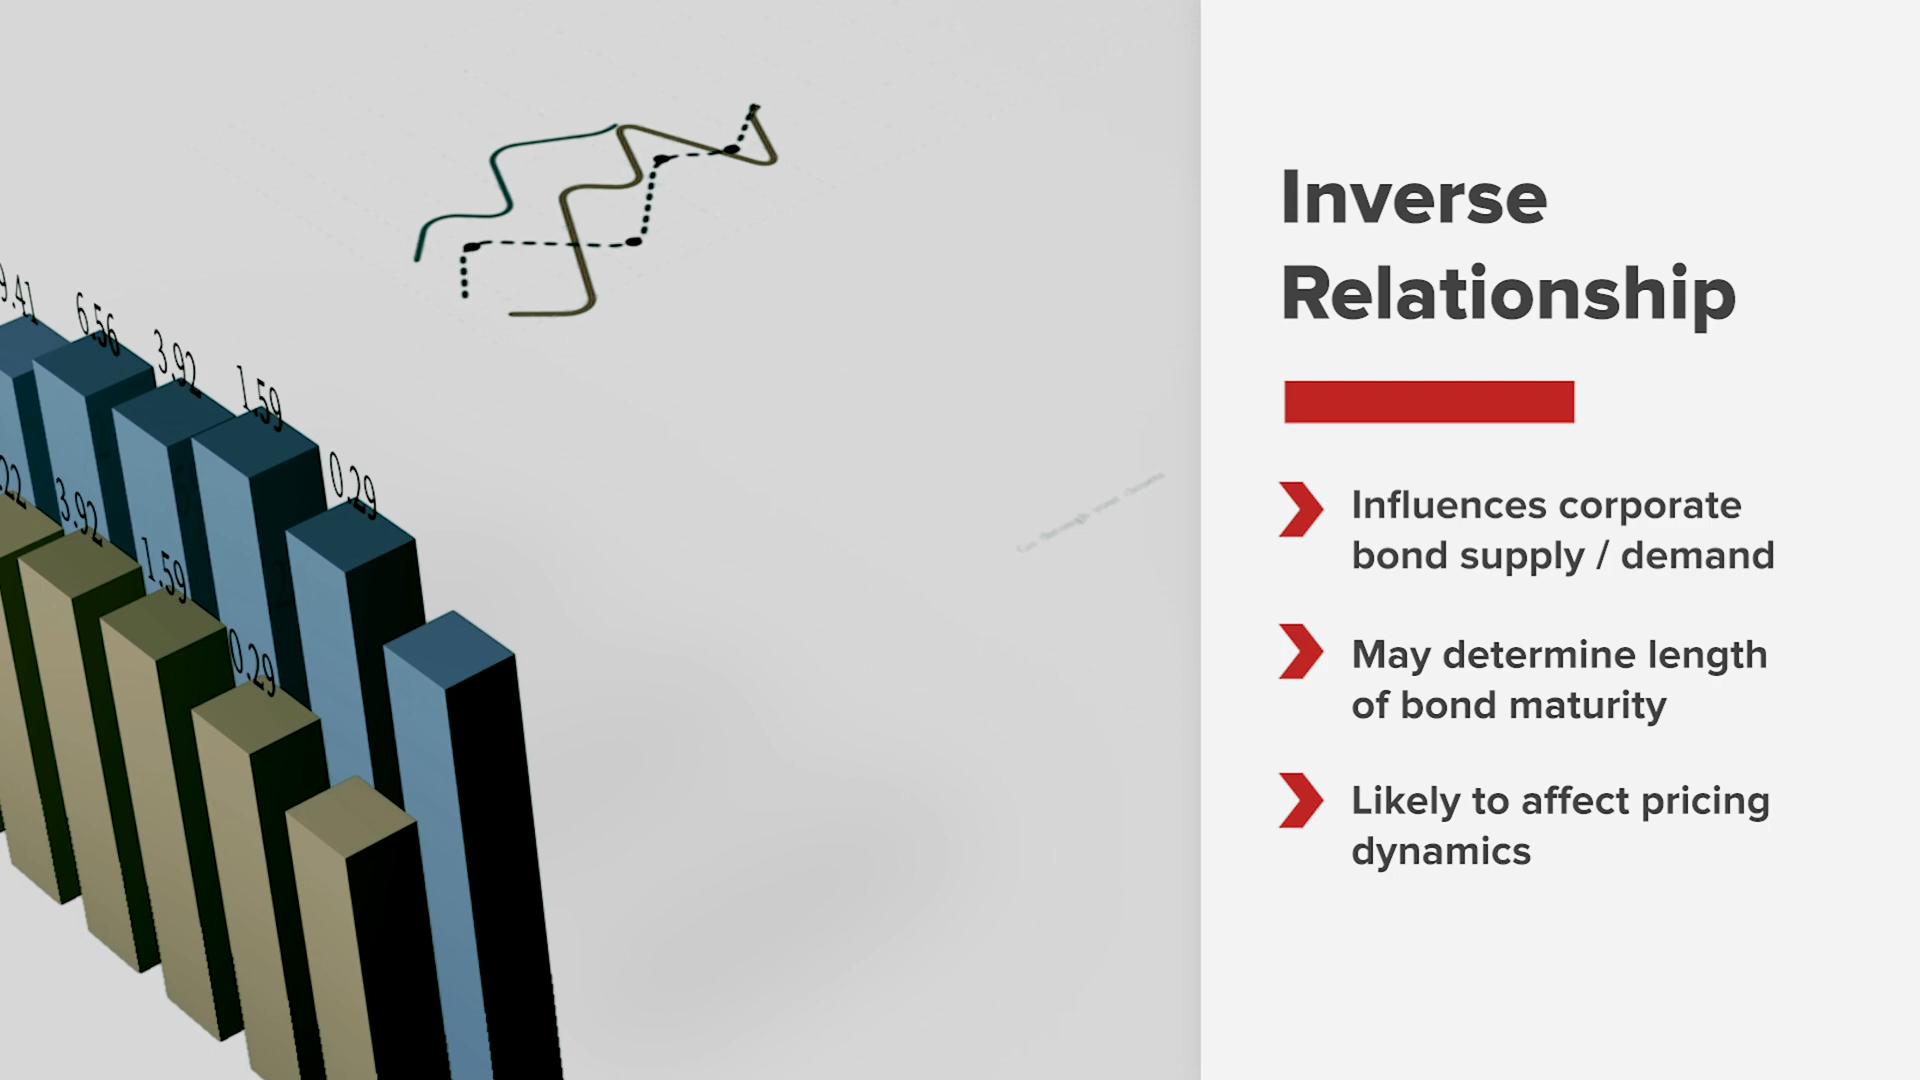 Inverse
Relationship
Influences corporate
bond supply / demand
May determine length
of bond maturity
Likely to affect pricing
dynamics
6.56
3.92
1.59
0.29
3.92
1.59
0.29